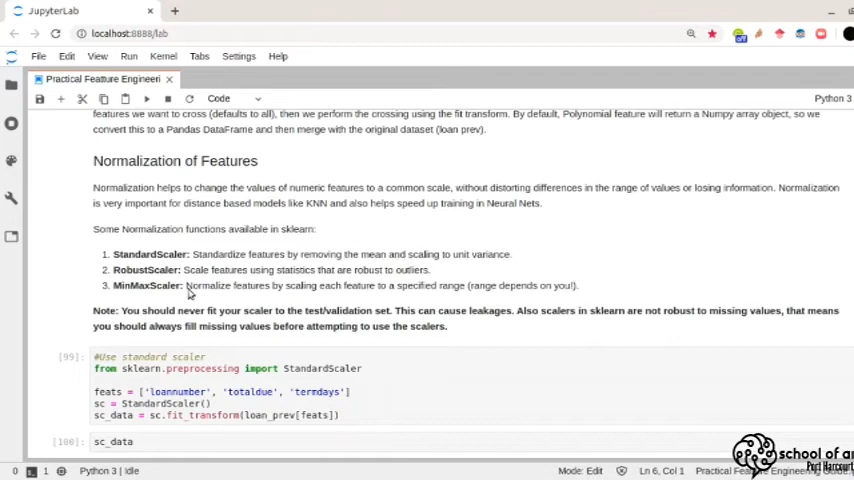 JupyterLab
localhost:8888/lab
off
File Edit View Run Kernel Tabs Settings Help
Practical Featture Engineeri
Code
Python 3
features we want to cross (defaults to all), then we perform the crossing using the fit transform. By default, Polynomial feature will return a Numpy array object, so we
convert this to a Pandas DataFrame and then merge with the original dataset (loan prev).
Normalization of Features
Normalization helps to change the values of numeric features to a common scale, without distorting differences in the range of values or losing information. Normalization
is very important for distance based models like KNN and also helps speed up training in Neural Nets.
Some Normalization functions available in sklearn:
1. StandardScaler: Standardize features by removing the mean and scaling to unit variance.
2. RobustScaler: Scale features using statistics that are robust to outliers.
3. MinMaxScaler: Normalize features by scaling each feature to a specified range (range depends on you!).
Note: You should never fit your scaler to the test/validation set. This can cause leakages. Also scalers in sklearn are not robust to missing values, that means
you should always fill missing values before attempting to use the scalers.
[99]: #Use standard scaler
from sklearn.preprocessing import StandardScaler
feats = ['loannumber', 'totaldue', 'termdays']
sc = StandardScaler()
sc_data = sc.fit_transform(loan_prev[feats])
[100]: sc_data
school of a
Port Harcourt
0 1 Python 3 | Idle Mode: Edit Ln 6, Col 1 Practical